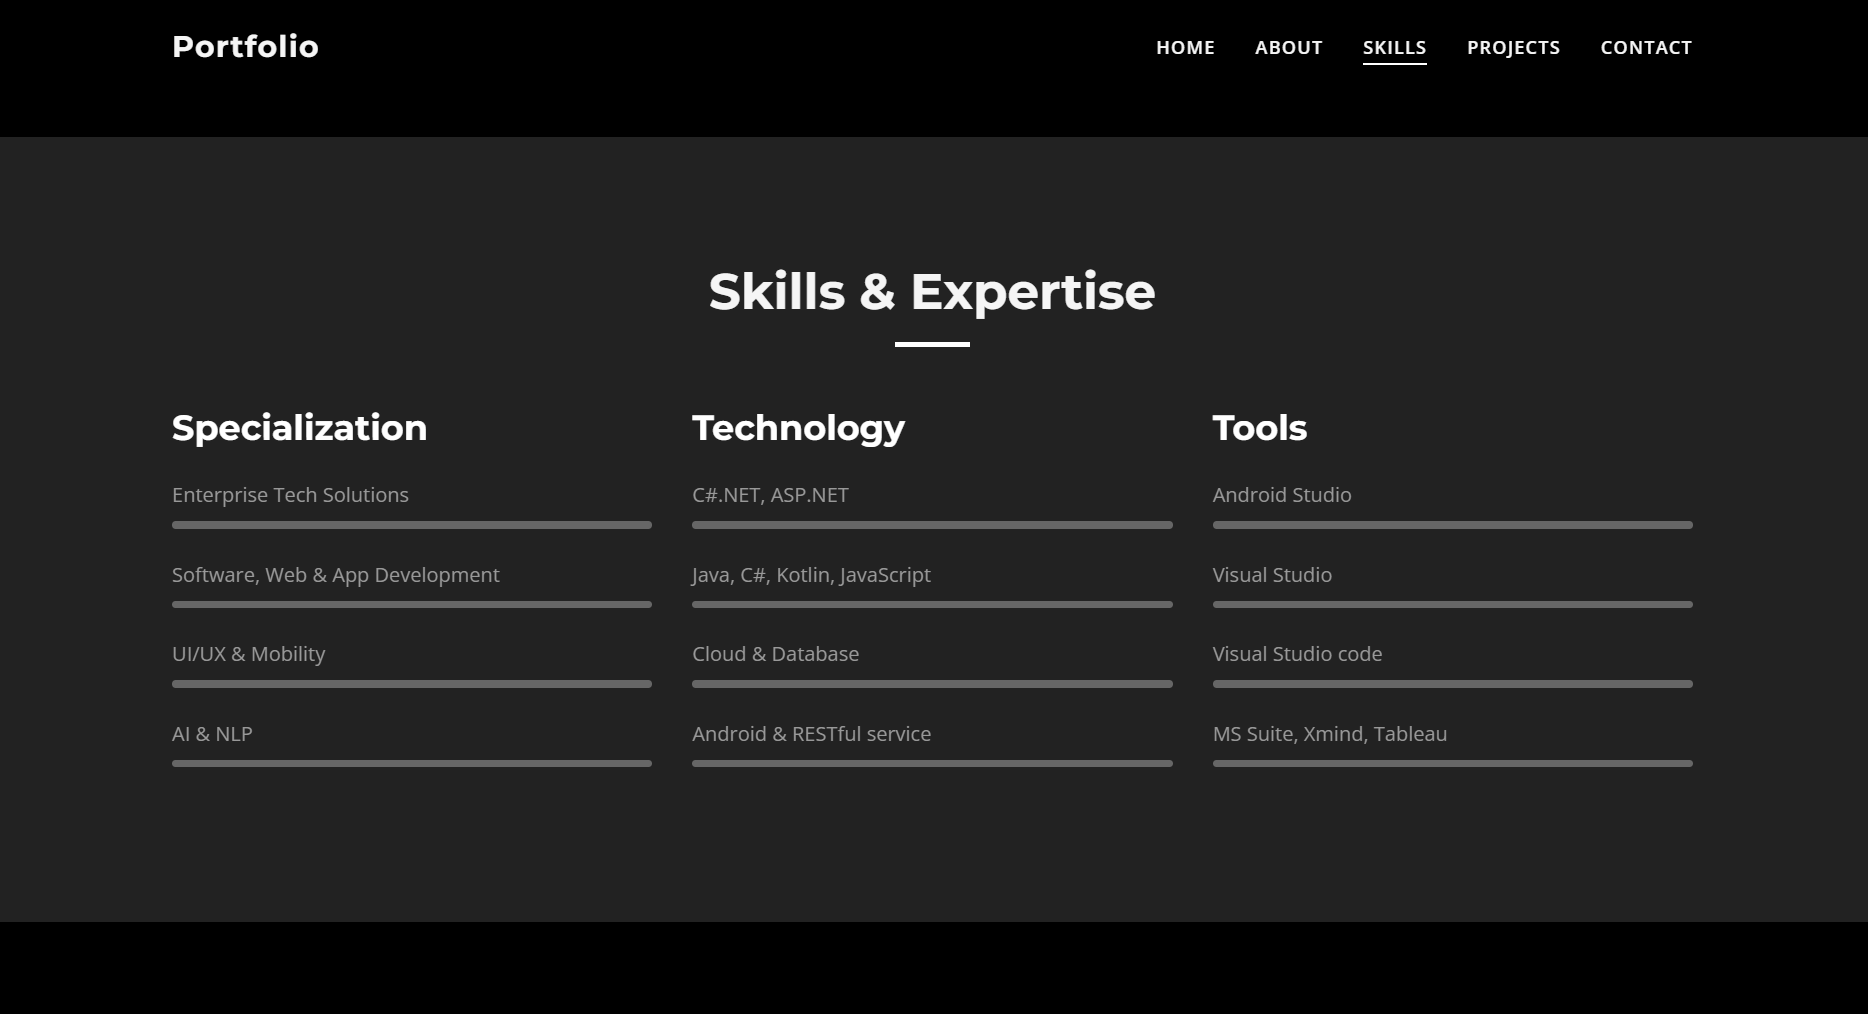 Portfolio
HOME ABOUT SKILLS PROJECTS CONTACT
Skills & Expertise
Specialization
Enterprise Tech Solutions
Software, Web & App Development
UI/UX & Mobility
AI & NLP
Technology
C#.NET, ASP.NET
Java, C#, Kotlin, JavaScript
Cloud & Database
Android & RESTful service
Tools
Android Studio
Visual Studio
Visual Studio code
MS Suite, Xmind, Tableau